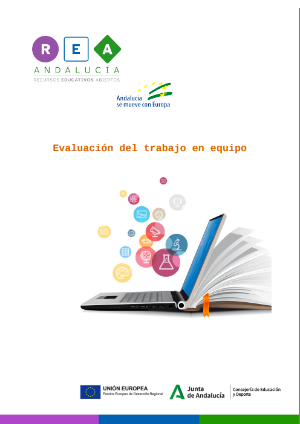 R E A
ANDALUCÍA
RECURSOS EDUCATIVOS ABIERTOS
Andalucía
se mueve con Europa
Evaluación del trabajo en equipo
UNIÓN EUROPEA
Fondo Europeo de Desarrollo Regional
Junta
de Andalucía
Consejería de Educación
y Deporte